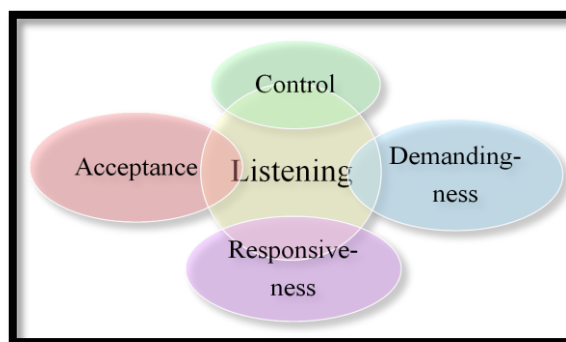 Control
Acceptance
Listening
Demanding-
ness
Responsive-
ness